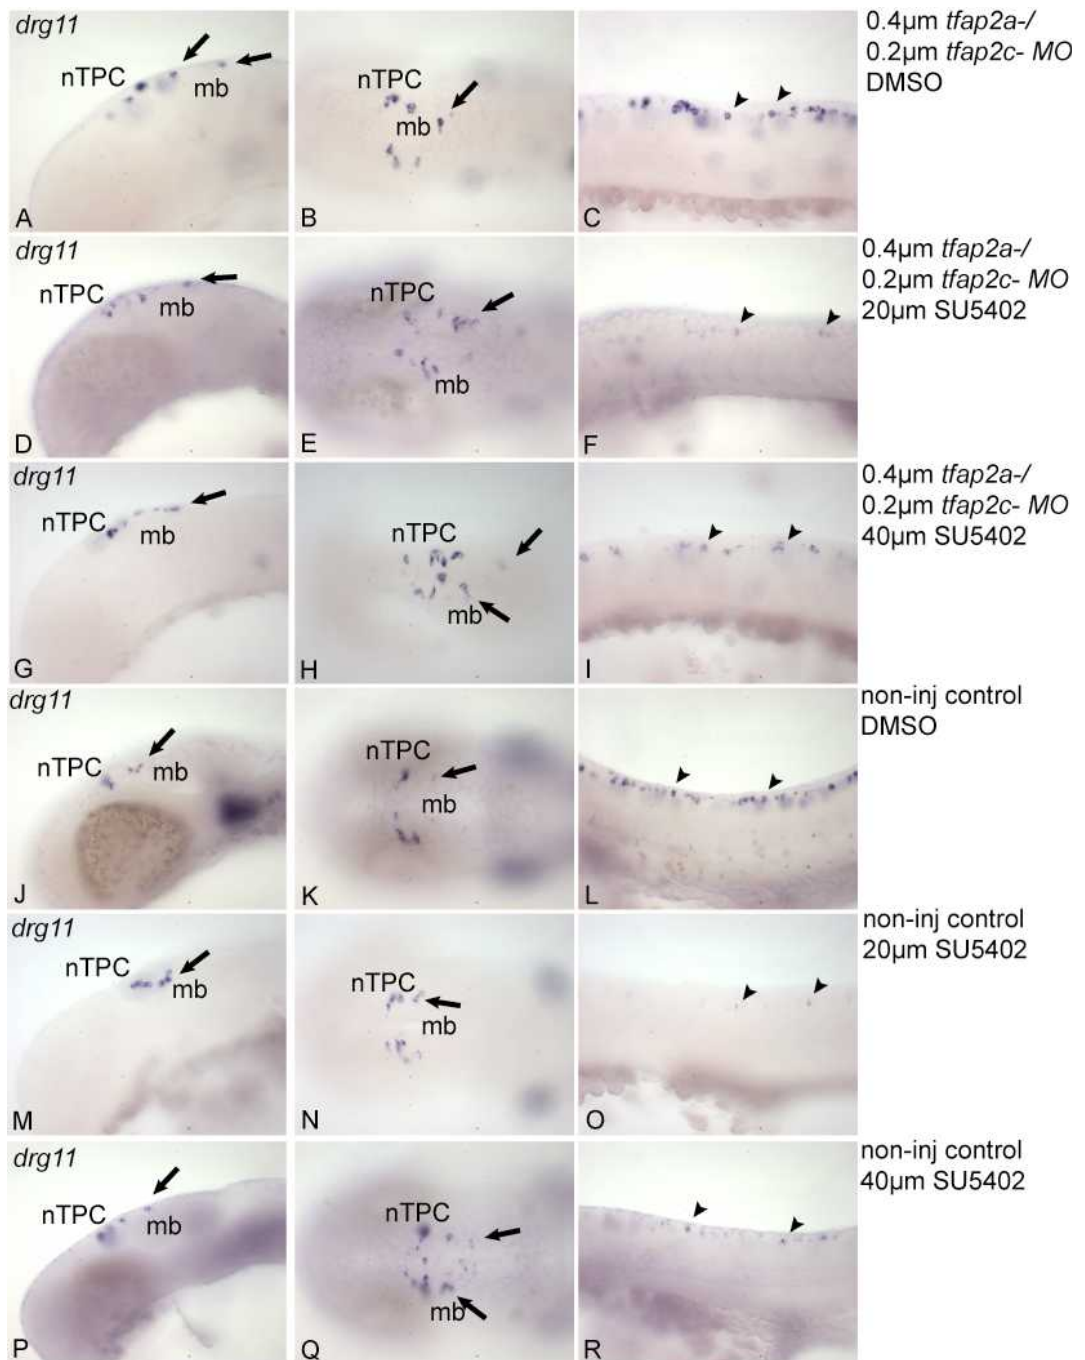 drg11
nTPC
mb
A
nTPC
mb
B
C
0.4µm tfap2a-/
0.2µm tfap2c- MO
DMSO
drg11
nTPC
mb
D
nTPC
mb
E
F
0.4µm tfap2a-/
0.2µm tfap2c- MO
20µm SU5402
drg11
nTPC
mb
G
nTPC
mb
H
I
0.4µm tfap2a-/
0.2µm tfap2c- MO
40µm SU5402
drg11
nTPC
mb
J
nTPC
mb
K
L
non-inj control
DMSO
drg11
nTPC
mb
M
nTPC
mb
N
O
non-inj control
20µm SU5402
drg11
nTPC
mb
P
nTPC
mb
Q
R
non-inj control
40µm SU5402